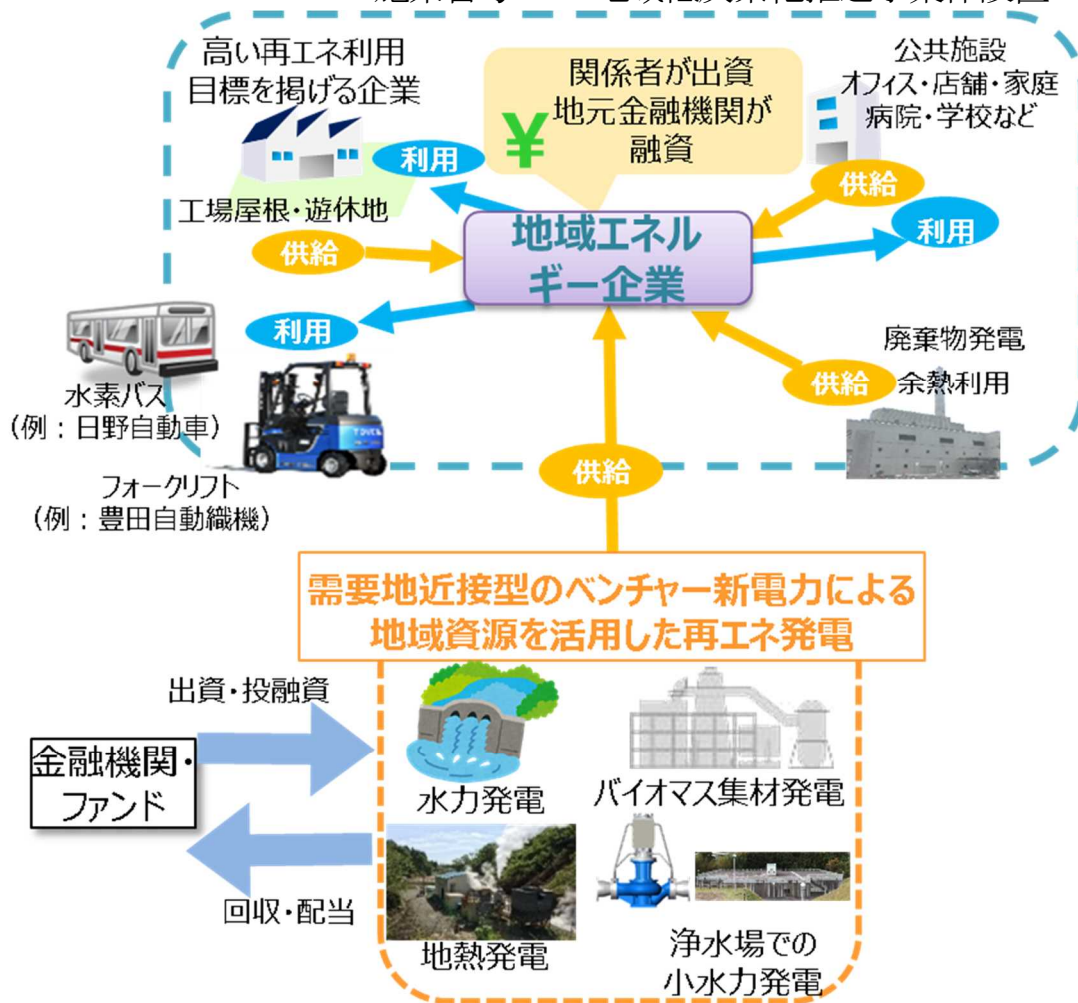 高い再エネ利用
目標を掲げる企業
関係者が出資
地元金融機関が
融資
¥
公共施設
オフィス・店舗・家庭
病院・学校など
利用
供給
工場屋根・遊休地
供給
地域エネル
ギー企業
利用
利用
水素バス
(例：日野自動車)
フォークリフト
(例：豊田自動織機)
廃棄物発電
供給
余熱利用
供給
需要地近接型のベンチャー新電力による
地域資源を活用した再エネ発電
出資・投融資
金融機関・
ファンド
回収・配当
水力発電
バイオマス集材発電
地熱発電
浄水場での
小水力発電